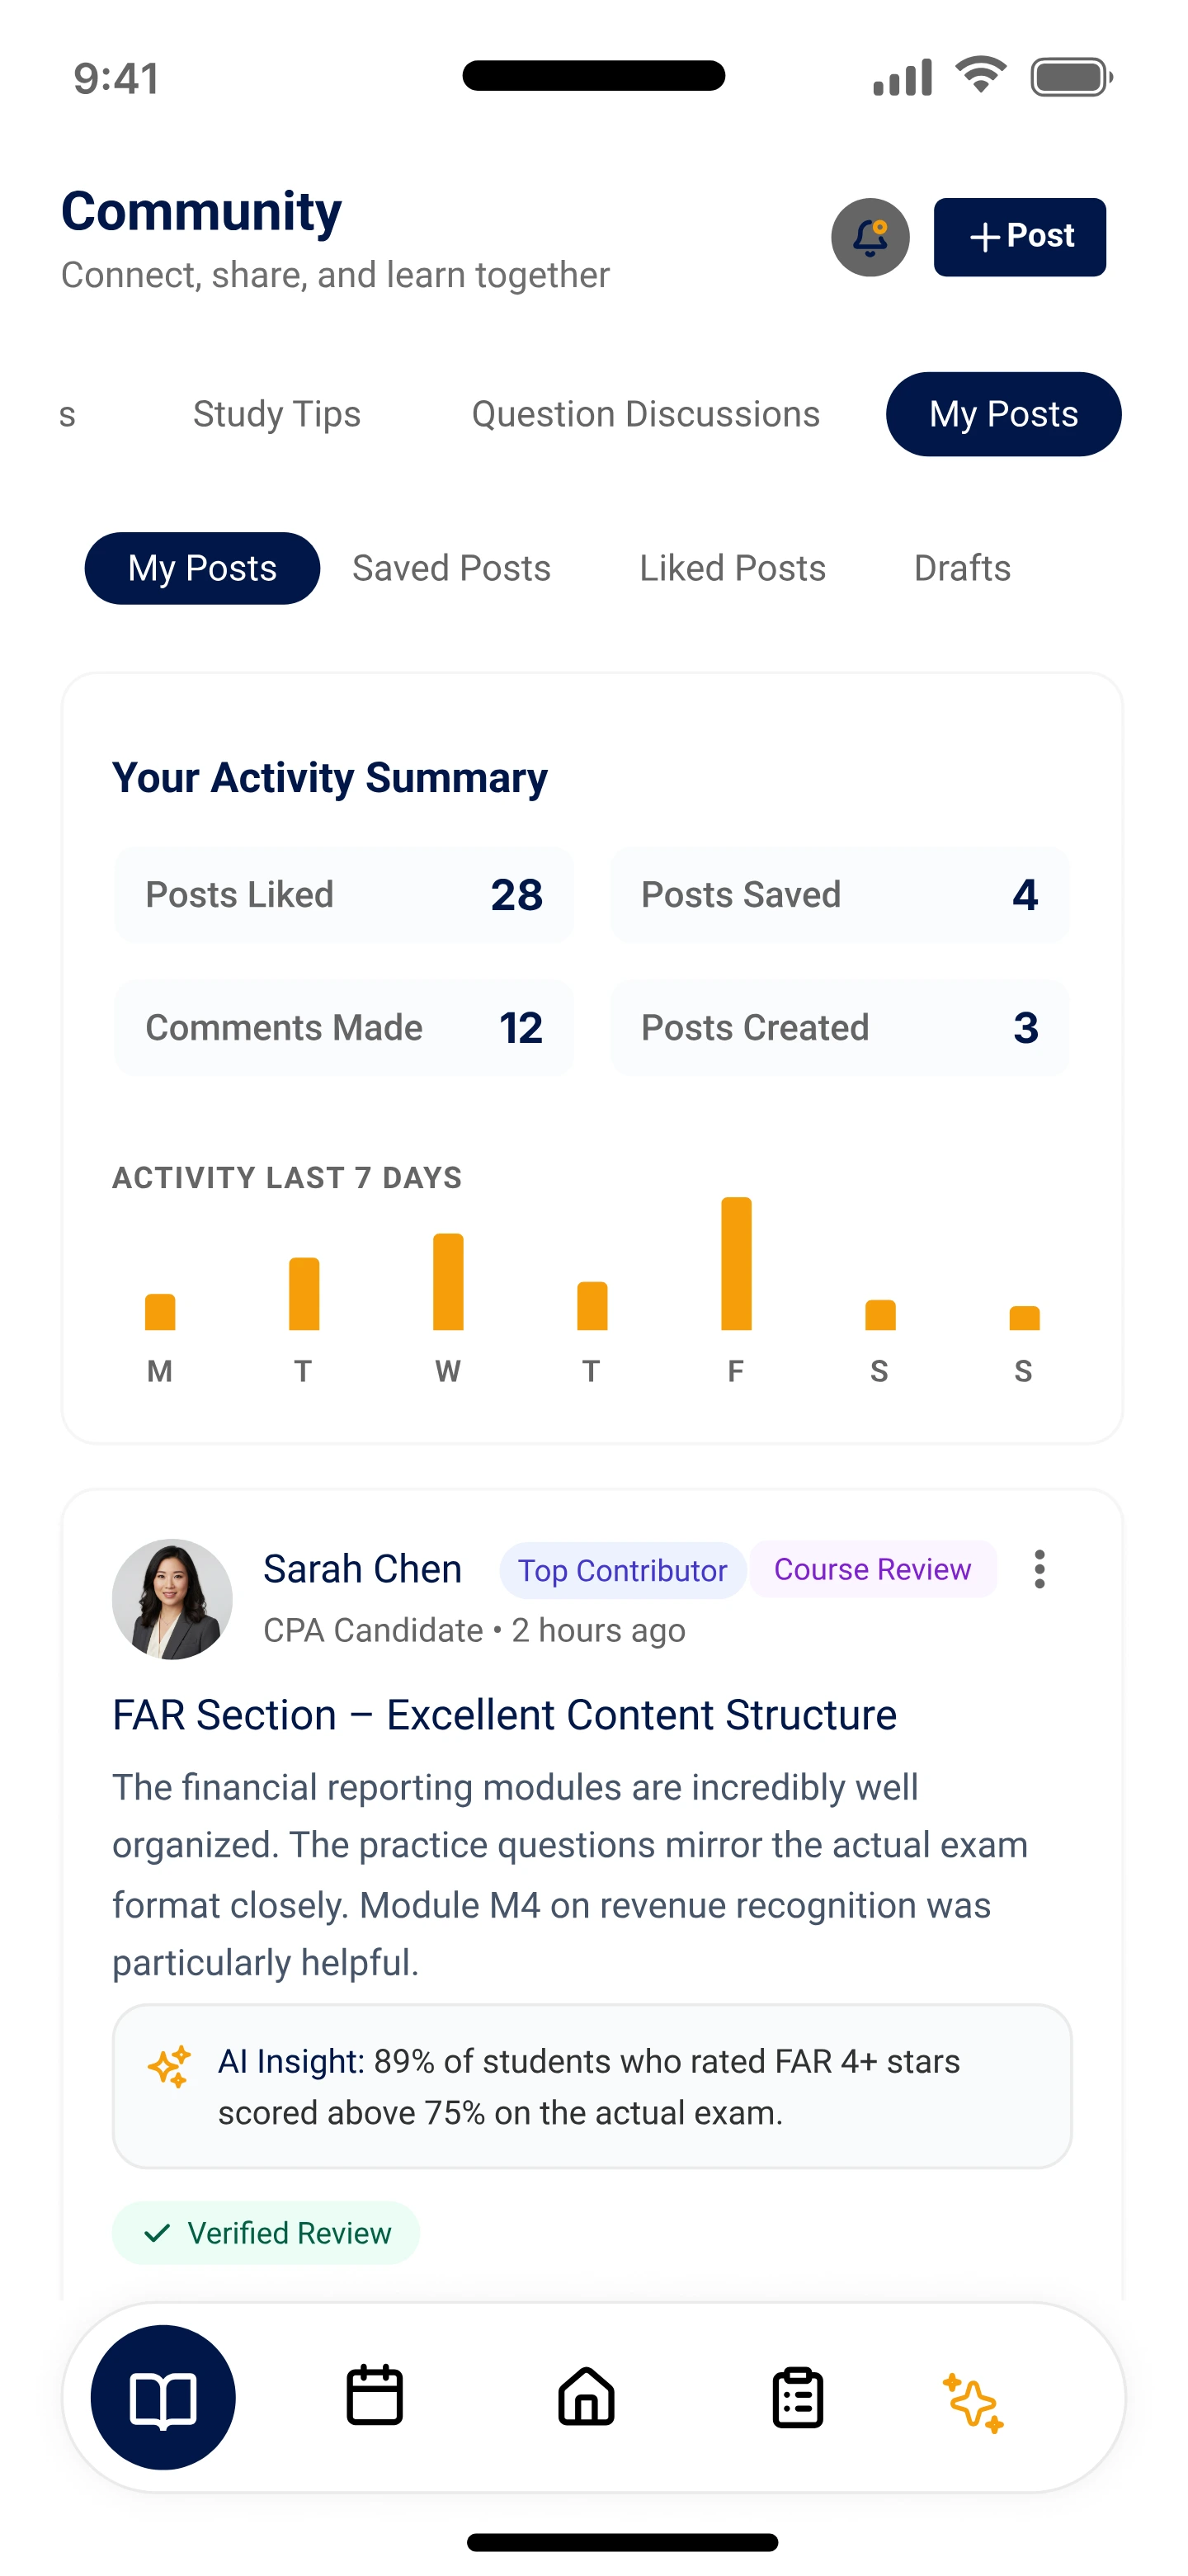 9:41
Community
Connect, share, and learn together
Post
s Study Tips Question Discussions My Posts
My Posts Saved Posts Liked Posts Drafts
Your Activity Summary
Posts Liked 28 Posts Saved 4
Comments Made 12 Posts Created 3
ACTIVITY LAST 7 DAYS
M T W T F S S
Sarah Chen Top Contributor Course Review
CPA Candidate • 2 hours ago
FAR Section – Excellent Content Structure
The financial reporting modules are incredibly well
organized. The practice questions mirror the actual exam
format closely. Module M4 on revenue recognition was
particularly helpful.
AI Insight: 89% of students who rated FAR 4+ stars
scored above 75% on the actual exam.
Verified Review